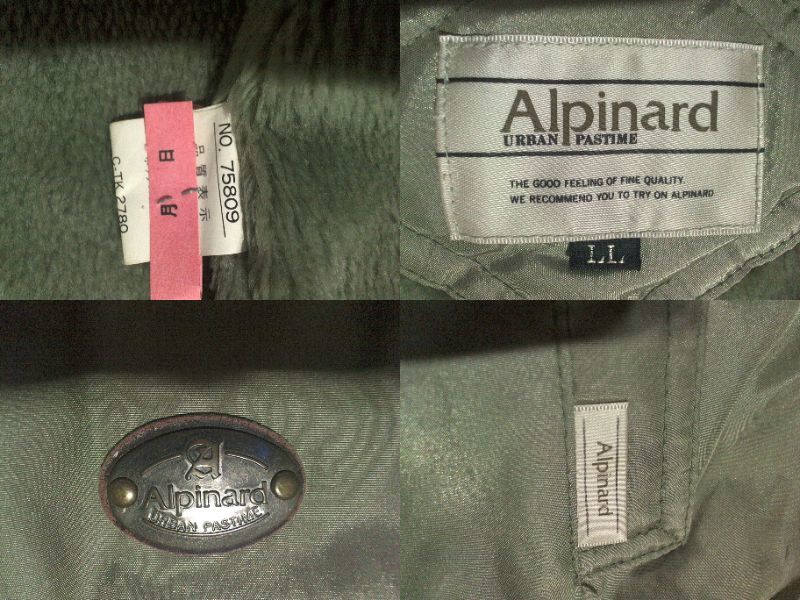 NO. 75809
品質表示
C.TK 2780
日
月
Alpinard
URBAN PASTIME
THE GOOD FEELING OF FINE QUALITY.
WE RECOMMEND YOU TO TRY ON ALPINARD
LL
A
Alpinard
URBAN PASTIME
Alpinard